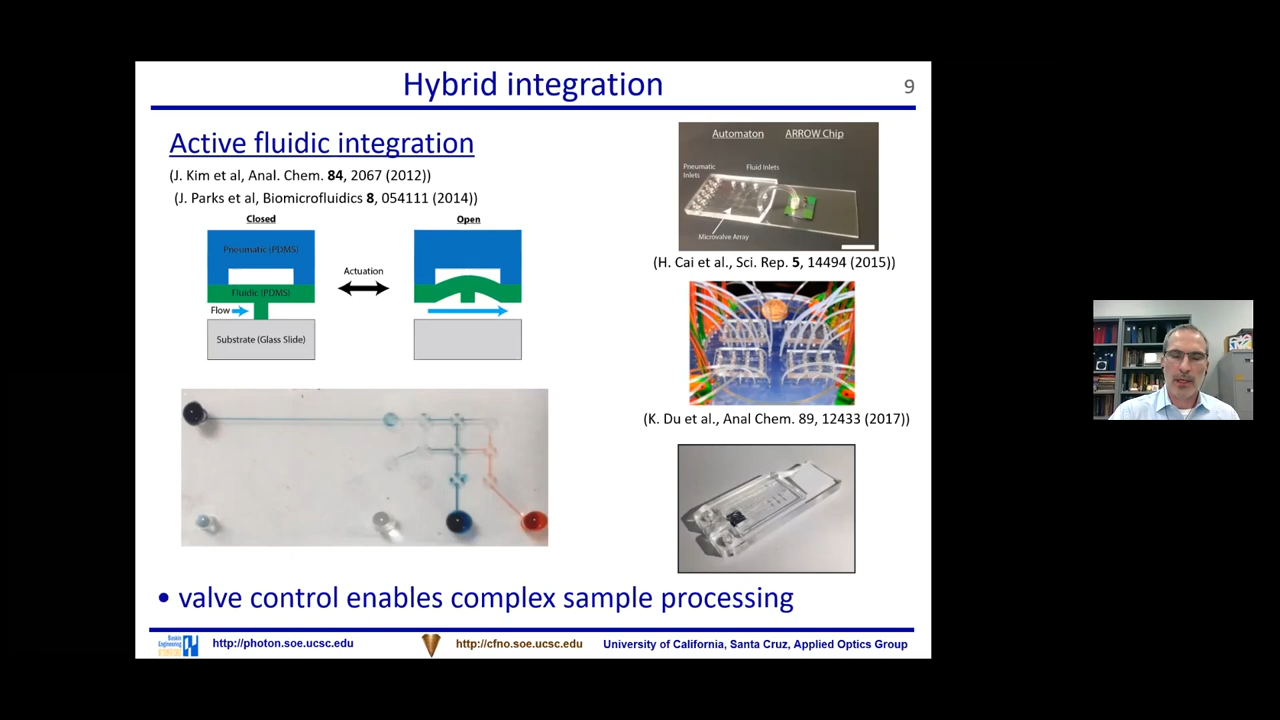 Hybrid integration
9
Active fluidic integration
(J. Kim et al, Anal. Chem. 84, 2067 (2012))
(J. Parks et al, Biomicrofluidics 8, 054111 (2014))
Closed
Open
Pneumatic (PDMS)
Actuation
Fluidic (PDMS)
Flow
Substrate (Glass Slide)
Automaton
ARROW Chip
Pneumatic
Inlets
Fluid Inlets
Microvalve Array
(H. Cai et al., Sci. Rep. 5, 14494 (2015))
(K. Du et al., Anal Chem. 89, 12433 (2017))
• valve control enables complex sample processing
Baskin
Engineering
http://photon.soe.ucsc.edu
http://cfno.soe.ucsc.edu
University of California, Santa Cruz, Applied Optics Group